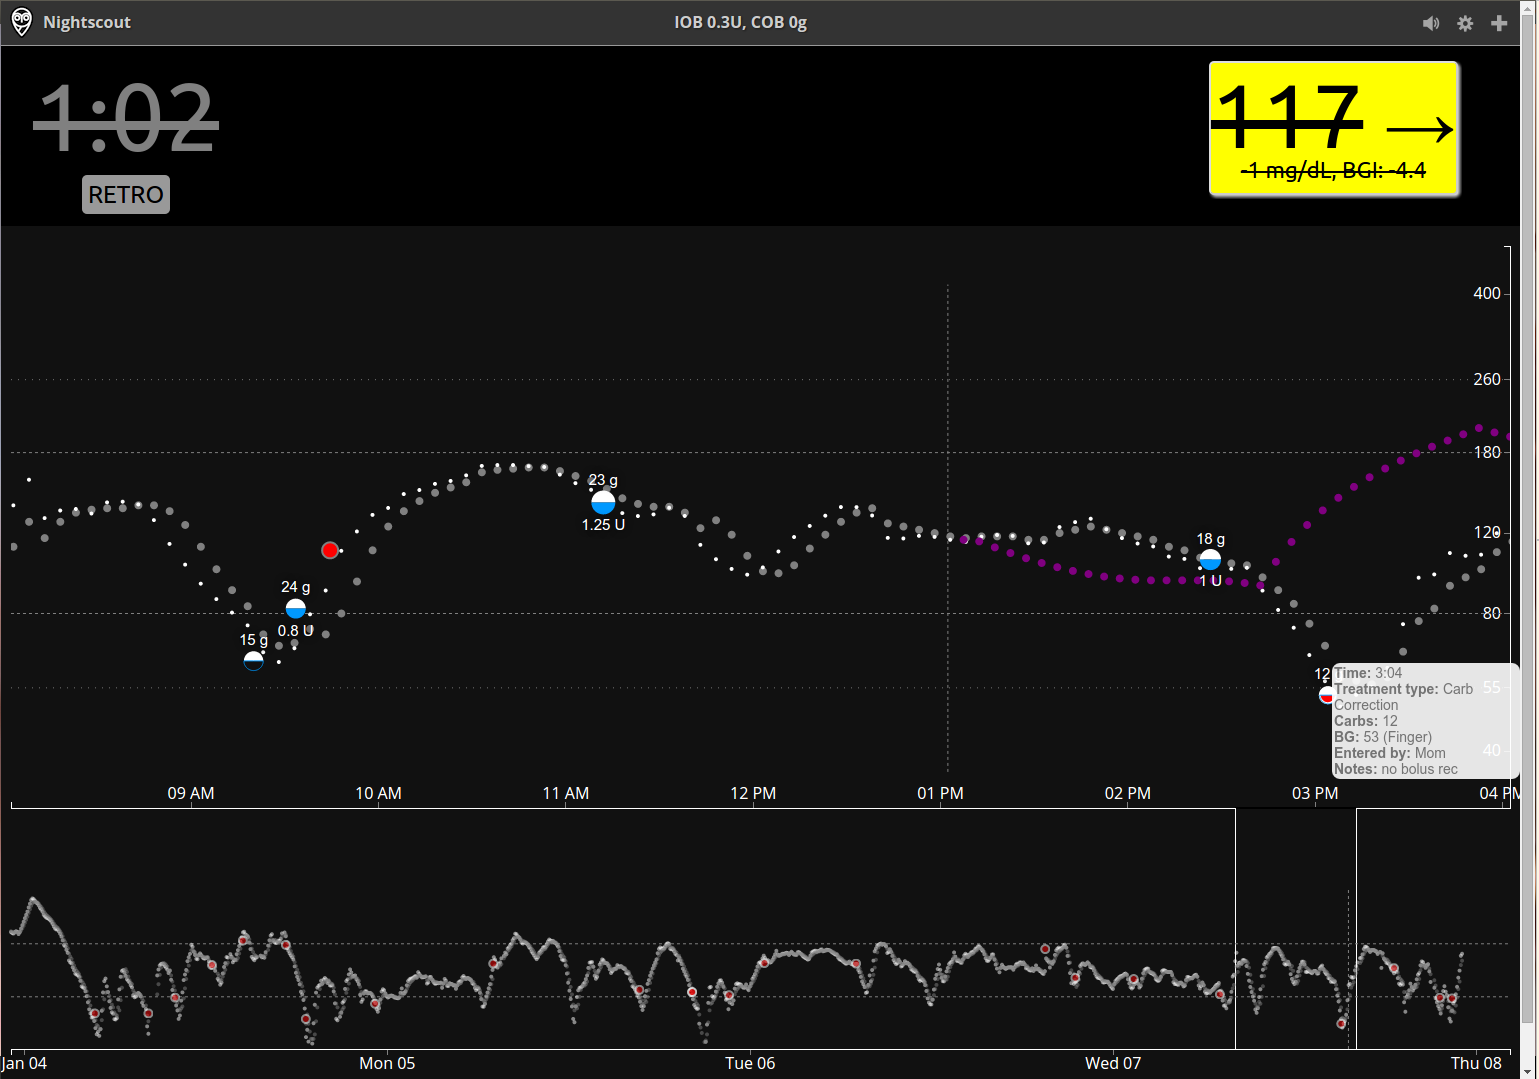 Nightscout
IOB 0.3U, COB 0g
1:02
RETRO
117 →
-1 mg/dL, BGI: -4.4
400
260
180
120
80
55
40
23 g
1.25 U
24 g
0.8 U
15 g
18 g
1 U
12
Time: 3:04
Treatment type: Carb
Correction
Carbs: 12
BG: 53 (Finger)
Entered by: Mom
Notes: no bolus rec
09 AM
10 AM
11 AM
12 PM
01 PM
02 PM
03 PM
04 PM
Jan 04
Mon 05
Tue 06
Wed 07
Thu 08